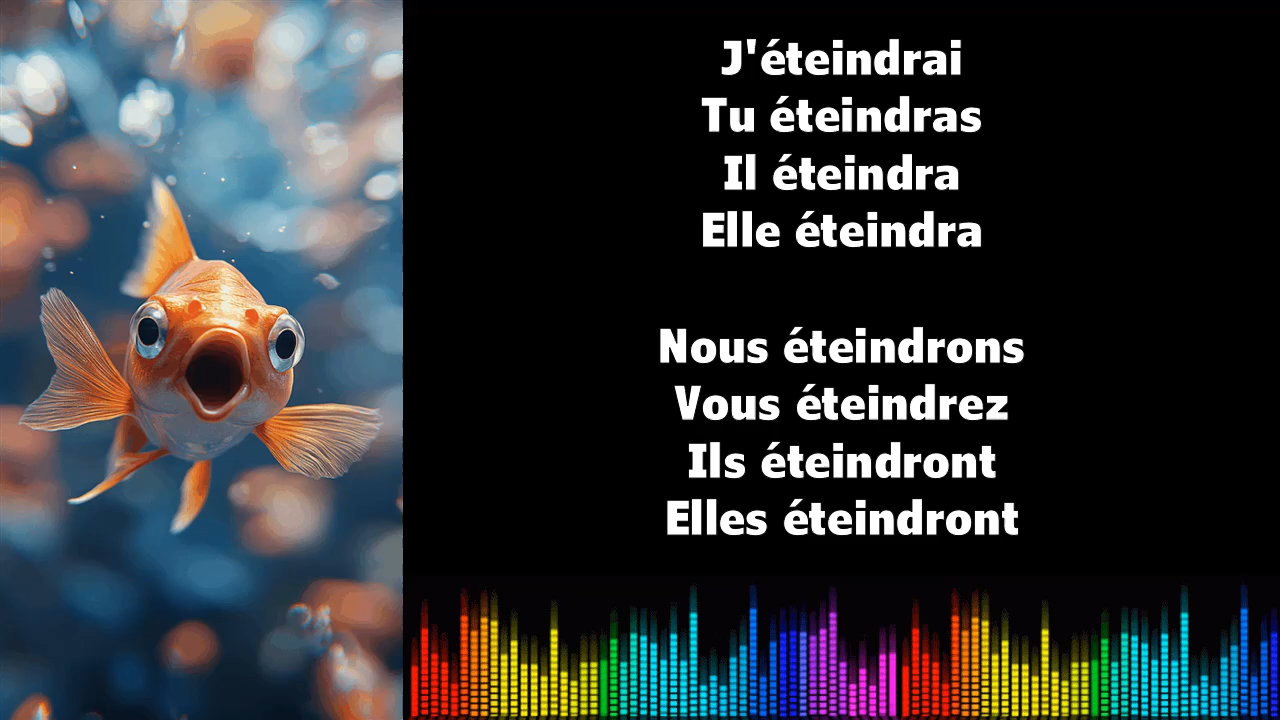 J'éteindrai
Tu éteindras
Il éteindra
Elle éteindra
Nous éteindrons
Vous éteindrez
Ils éteindront
Elles éteindront